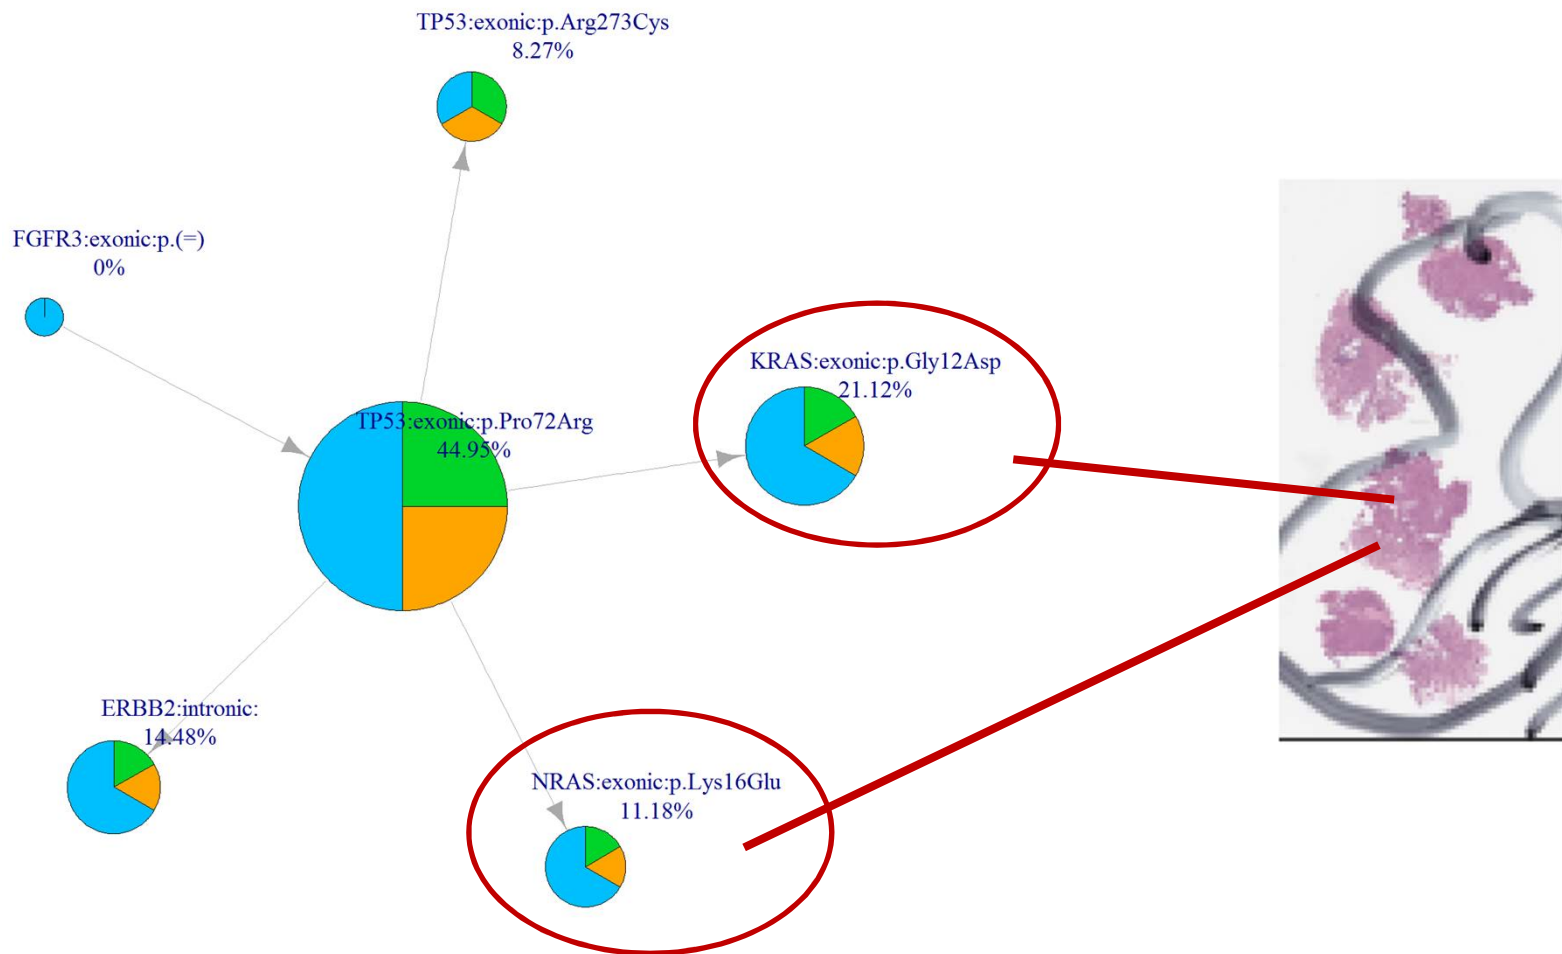 TP53:exonic:p.Arg273Cys
8.27%
FGFR3:exonic:p.(=)
0%
KRAS:exonic:p.Gly12Asp
21.12%
TP53:exonic:p.Pro72Arg
44.95%
ERBB2:intronic:
14.48%
NRAS:exonic:p.Lys16Glu
11.18%